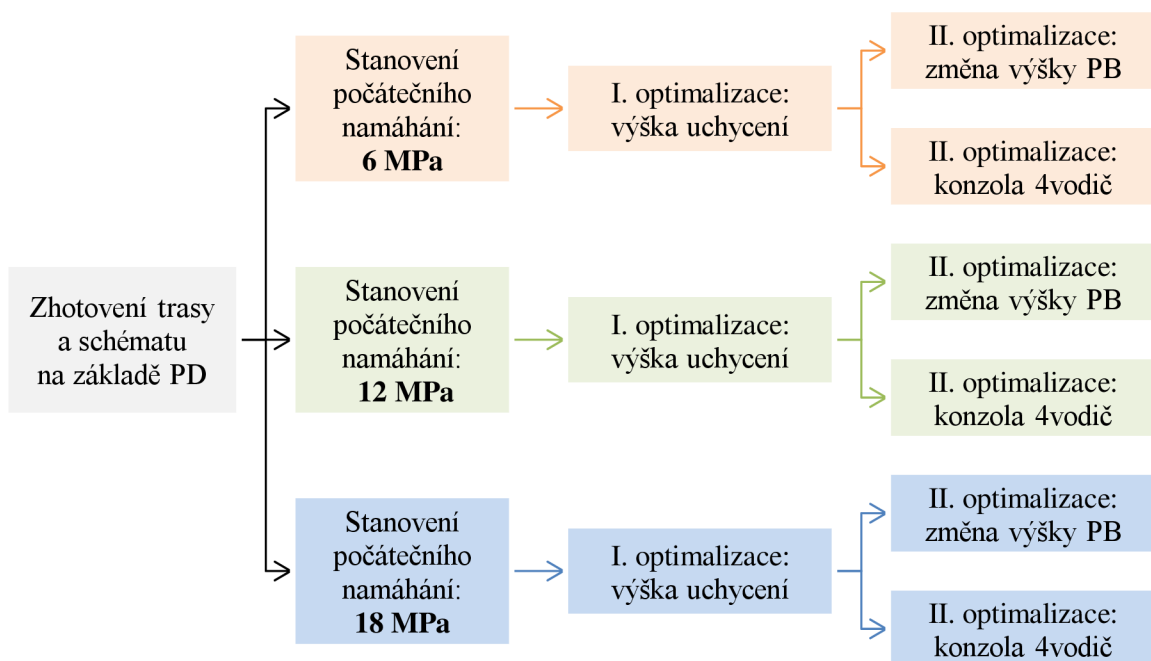 Zhotovení trasy
a schématu
na základě PD
Stanovení
počátečního
namáhání:
6 MPa
I. optimalizace:
výška uchycení
II. optimalizace:
změna výšky PB
II. optimalizace:
konzola 4vodič
Stanovení
počátečního
namáhání:
12 MPa
I. optimalizace:
výška uchycení
II. optimalizace:
změna výšky PB
II. optimalizace:
konzola 4vodič
Stanovení
počátečního
namáhání:
18 MPa
I. optimalizace:
výška uchycení
II. optimalizace:
změna výšky PB
II. optimalizace:
konzola 4vodič